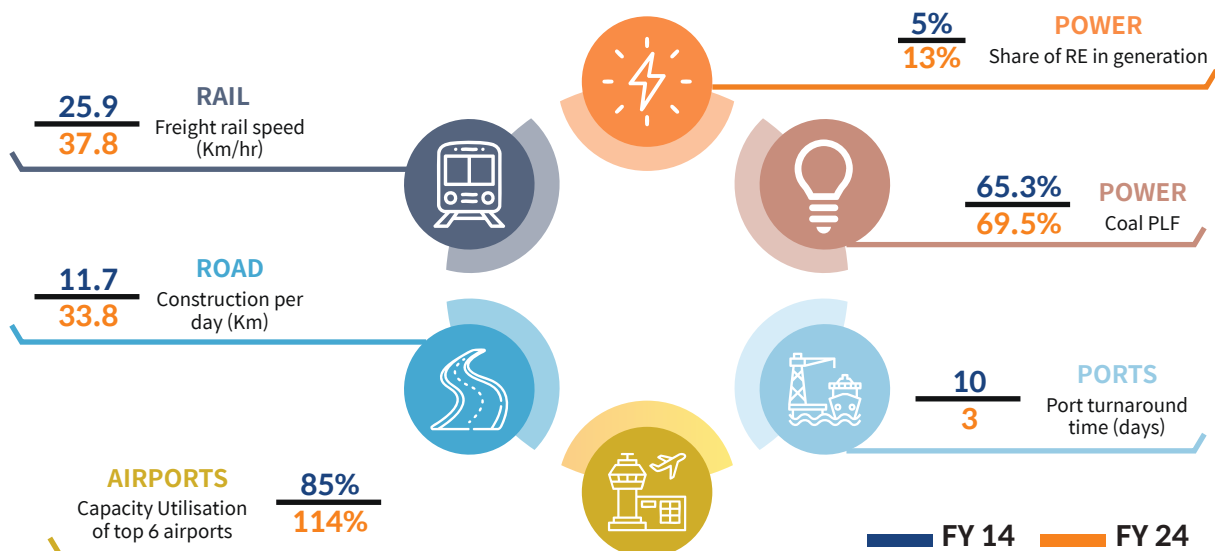 5%
13%
POWER
Share of RE in generation
25.9
37.8
RAIL
Freight rail speed
(Km/hr)
65.3%
69.5%
POWER
Coal PLF
11.7
33.8
ROAD
Construction per
day (Km)
10
3
PORTS
Port turnaround
time (days)
AIRPORTS
Capacity Utilisation
of top 6 airports
85%
114%
FY 14
FY 24